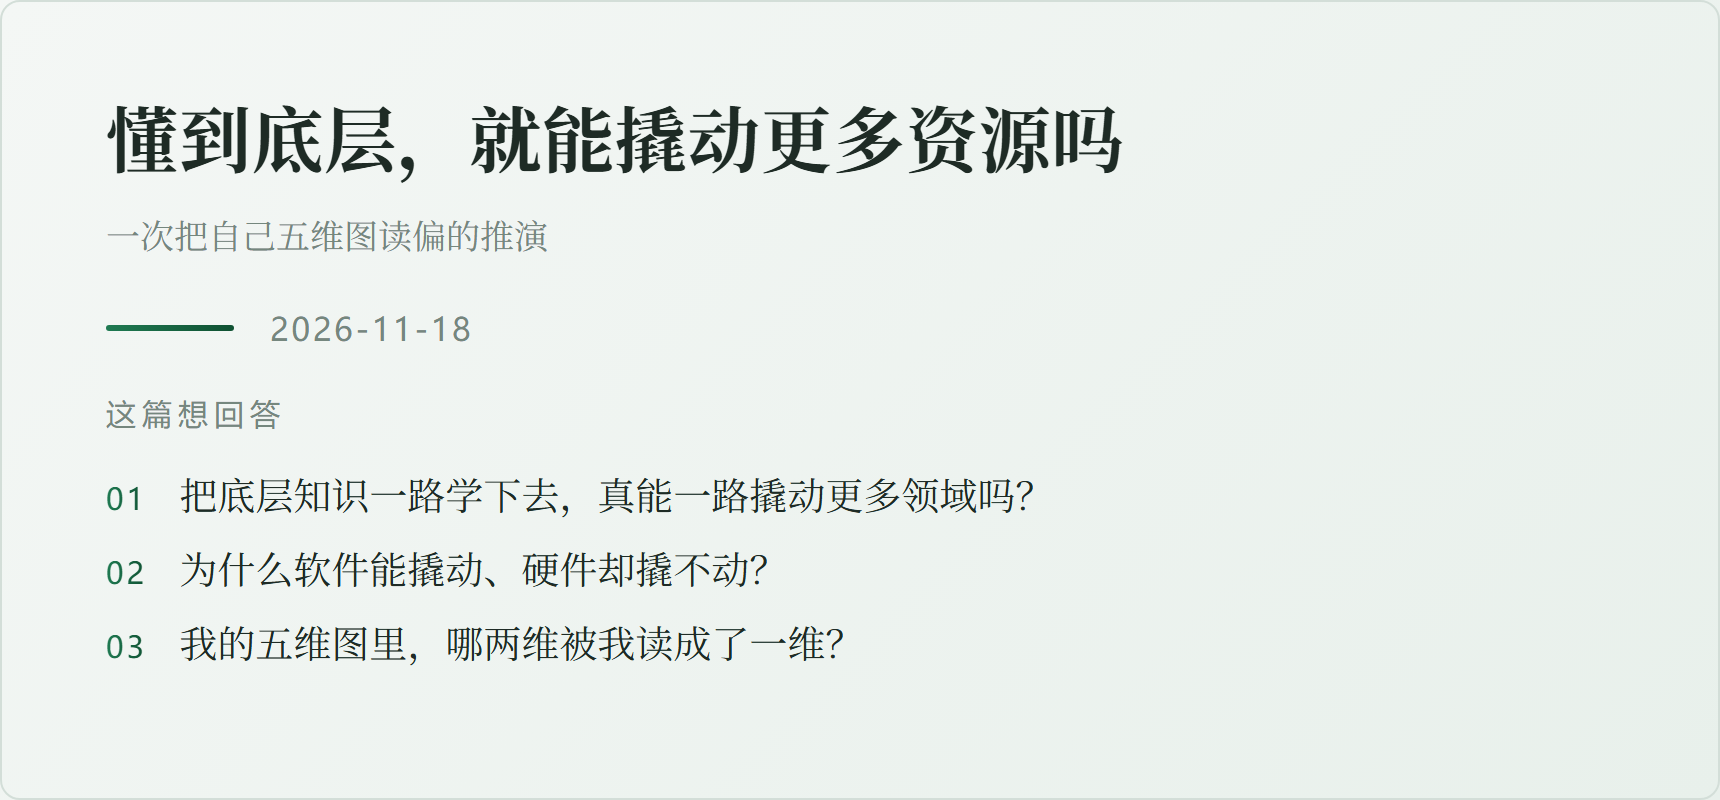 懂到底层，就能撬动更多资源吗
一次把自己五维图读偏的推演
2026-11-18
这篇想回答
01 把底层知识一路学下去，真能一路撬动更多领域吗？
02 为什么软件能撬动、硬件却撬不动？
03 我的五维图里，哪两维被我读成了一维？